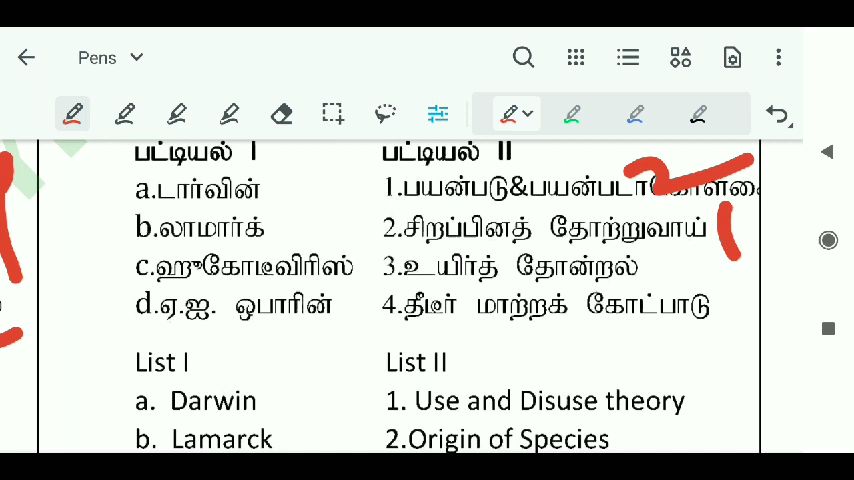 Pens
பட்டியல் I பட்டியல் II
a.டார்வின் 1.பயன்படு&பயன்படா
b.லாமார்க் 2.சிறப்பினத் தோற்றுவாய்
c.ஹுகோடீவிரிஸ் 3.உயிர்த் தோன்றல்
d.ஏ.ஐ. ஒபாரின் 4.தீடீர் மாற்றக் கோட்பாடு
List I List II
a. Darwin 1. Use and Disuse theory
b. Lamarck 2.Origin of Species